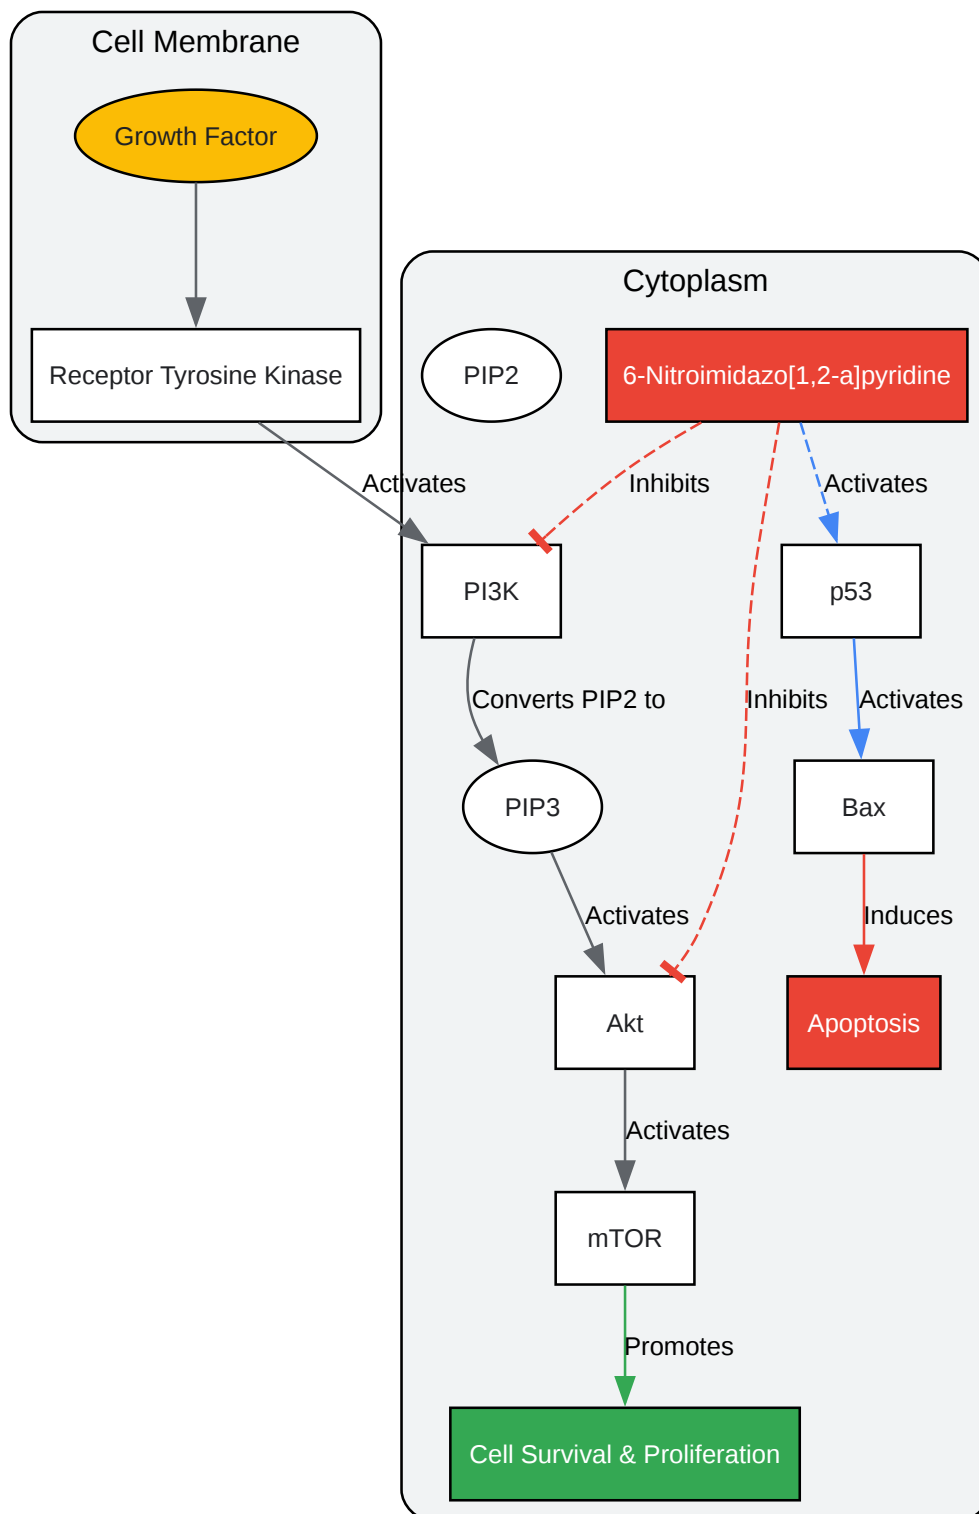 Cell Membrane
Growth Factor
Receptor Tyrosine Kinase
Cytoplasm
PIP2
6-Nitroimidazo[1,2-a]pyridine
Activates
Inhibits
Activates
PI3K
p53
Converts PIP2 to
Inhibits
Activates
PIP3
Bax
Activates
Induces
Akt
Apoptosis
Activates
mTOR
Promotes
Cell Survival & Proliferation